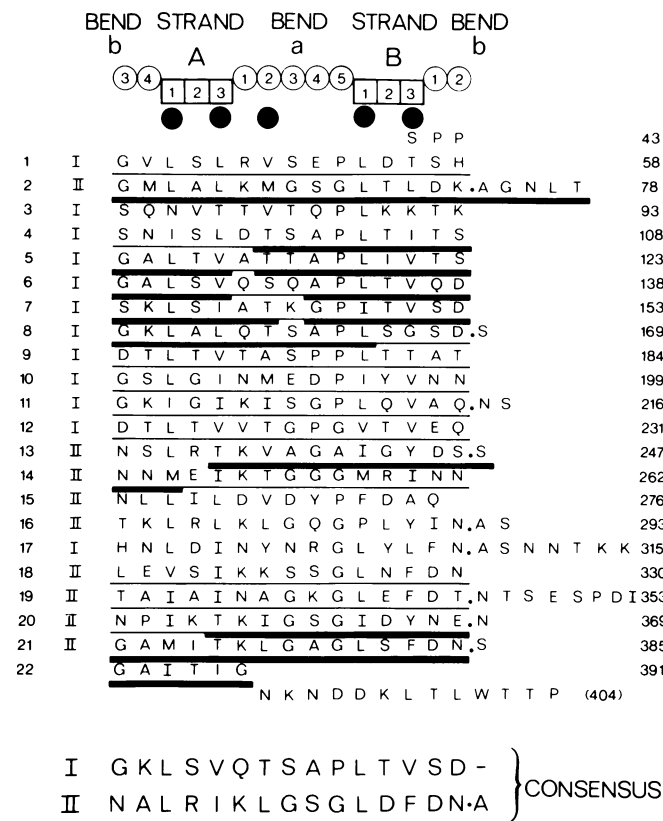 BEND STRAND BEND STRAND BEND
b A a B b
3 4 1 2 3 1 2 3 4 5 1 2 3 1 2
S P P 43
1 I G V L S L R V S E P L D T S H 58
2 II G M L A L K M G S G L T L D K . A G N L T 78
3 I S Q N V T T V T Q P L K K T K 93
4 I S N I S L D T S A P L T I T S 108
5 I G A L T V A T T A P L I V T S 123
6 I G A L S V Q S Q A P L T V Q D 138
7 I S K L S I A T K G P I T V S D 153
8 I G K L A L Q T S A P L S G S D . S 169
9 I D T L T V T A S P P L T T A T 184
10 I G S L G I N M E D P I Y V N N 199
11 I G K I G I K I S G P L Q V A Q . N S 216
12 I D T L T V V T G P G V T V E Q 231
13 II N S L R T K V A G A I G Y D S . S 247
14 II N N M E I K T G G G M R I N N 262
15 II N L L I L D V D Y P F D A Q 276
16 II T K L R L K L G Q G P L Y I N . A S 293
17 I H N L D I N Y N R G L Y L F N . A S N N T K K 315
18 II L E V S I K K S S G L N F D N 330
19 II T A I A I N A G K G L E F D T . N T S E S P D I 353
20 II N P I K T K I G S G I D Y N E . N 369
21 II G A M I T K L G A G L S F D N . S 385
22 G A I T I G 391
N K N D D K L T L W T T P (404)
I G K L S V Q T S A P L T V S D -
II N A L R I K L G S G L D F D N · A
CONSENSUS